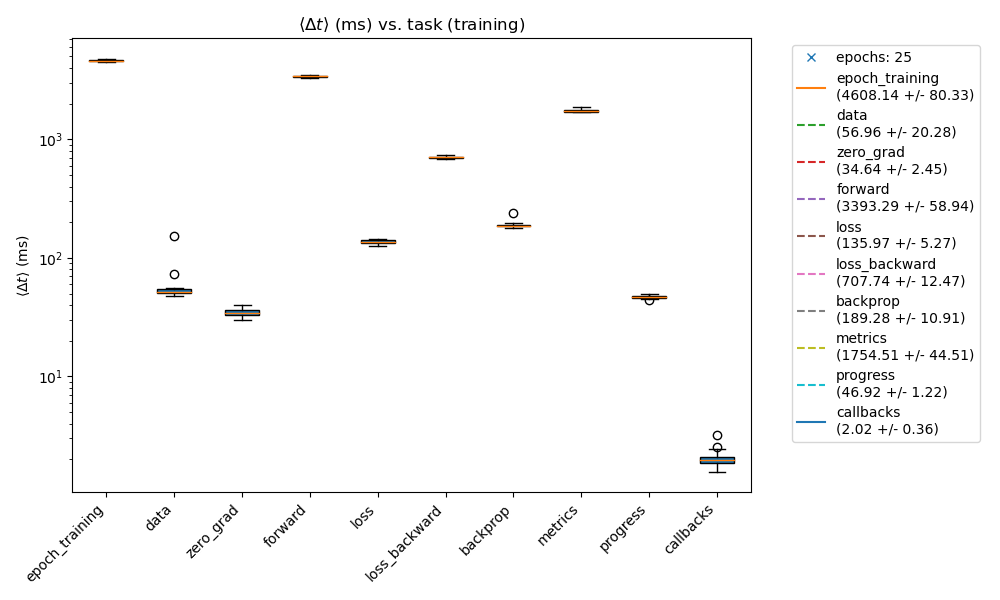 ⟨Δt⟩ (ms) vs. task (training)
⟨Δt⟩ (ms)
10³
10²
10¹
epoch_training
data
zero_grad
forward
loss
loss_backward
backprop
metrics
progress
callbacks
epochs: 25
epoch_training
(4608.14 +/- 80.33)
data
(56.96 +/- 20.28)
zero_grad
(34.64 +/- 2.45)
forward
(3393.29 +/- 58.94)
loss
(135.97 +/- 5.27)
loss_backward
(707.74 +/- 12.47)
backprop
(189.28 +/- 10.91)
metrics
(1754.51 +/- 44.51)
progress
(46.92 +/- 1.22)
callbacks
(2.02 +/- 0.36)